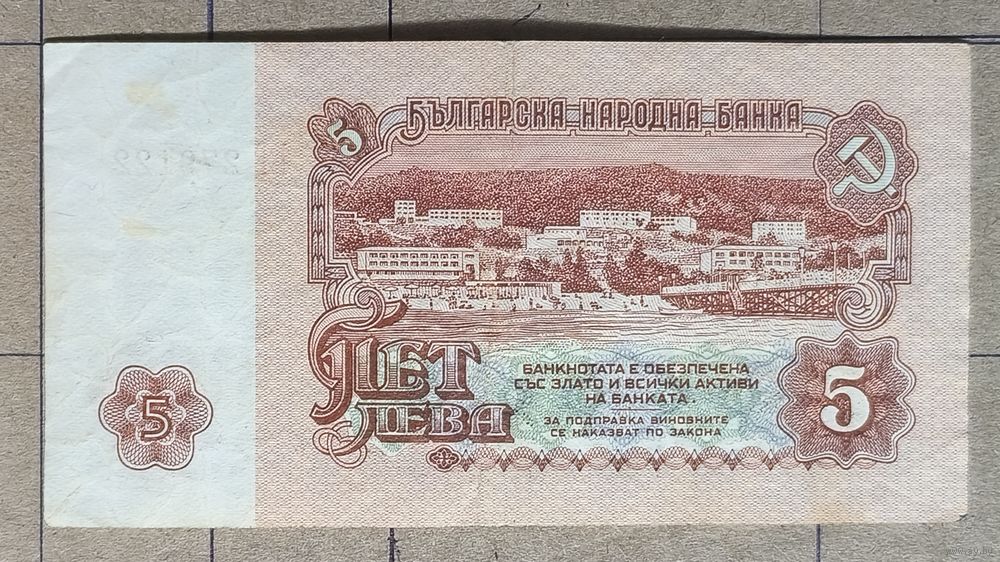 БЪЛГАРСКА НАРОДНА БАНКА
5
ПЕТ
ЛЕВА
БАНКНОТАТА Е ОБЕЗПЕЧЕНА
СЪС ЗЛАТО И ВСИЧКИ АКТИВИ
НА БАНКАТА.
ЗА ПОДПРАВКА ВИНОВНИТЕ
СЕ НАКАЗВАТ ПО ЗАКОНА
5
5